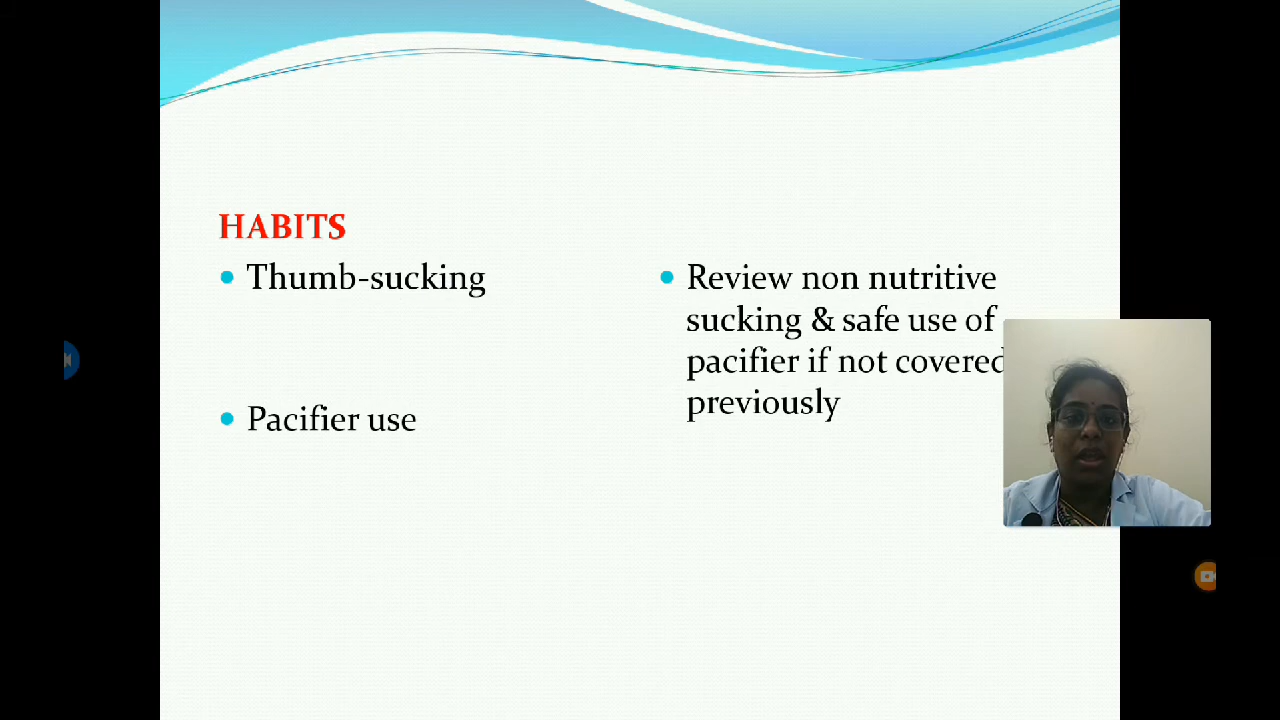 HABITS
Thumb-sucking
Pacifier use
Review non nutritive
sucking & safe use of
pacifier if not covered
previously